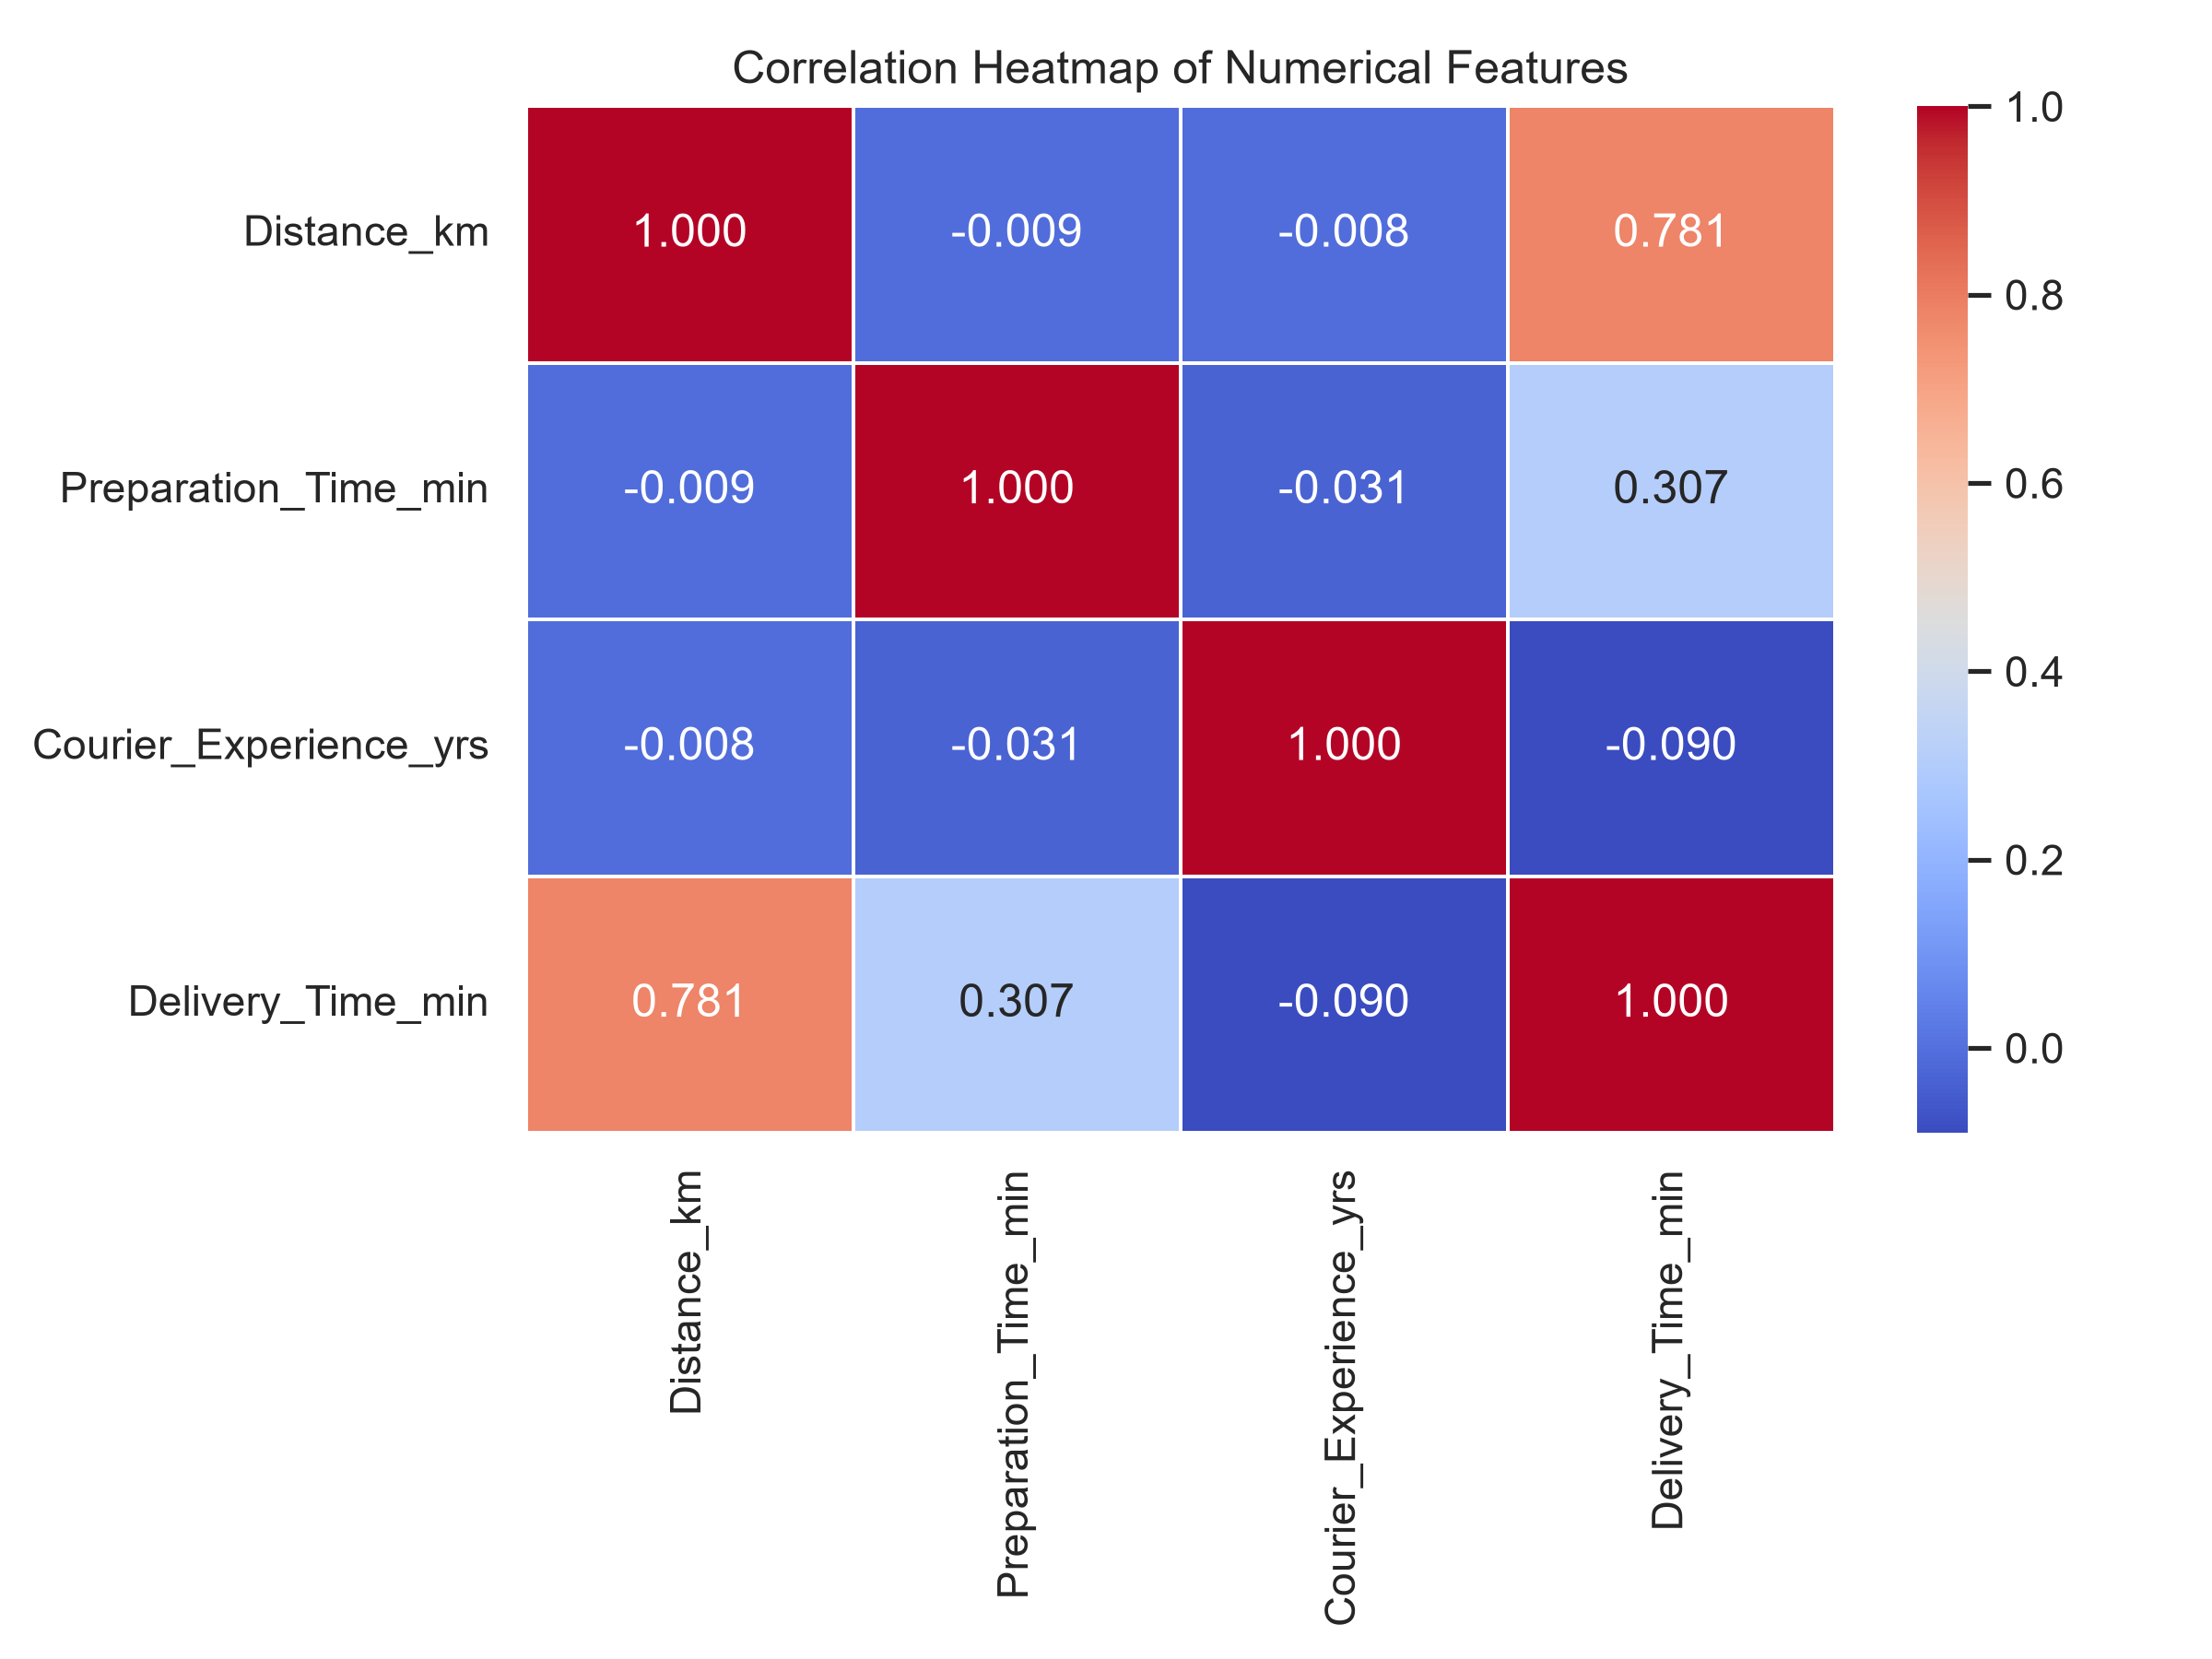 Correlation Heatmap of Numerical Features
Distance_km 1.000 -0.009 -0.008 0.781
Preparation_Time_min -0.009 1.000 -0.031 0.307
Courier_Experience_yrs -0.008 -0.031 1.000 -0.090
Delivery_Time_min 0.781 0.307 -0.090 1.000
Distance_km
Preparation_Time_min
Courier_Experience_yrs
Delivery_Time_min
1.0
0.8
0.6
0.4
0.2
0.0